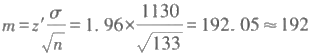 m=z′ σ/√n = 1. 96× 1130/√133 = 192. 05≈192